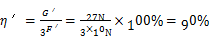 η′ = G′/3F′ = 27N/3×10N ×100% = 90%